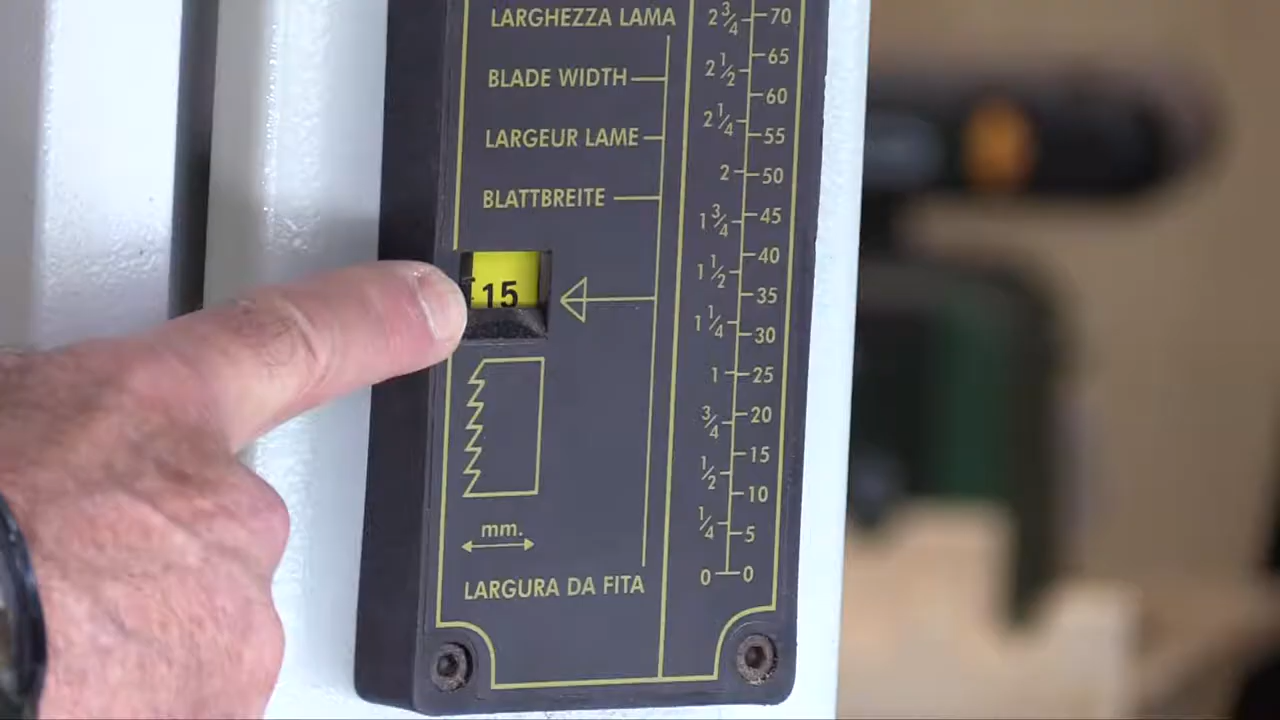 LARGHEZZA LAMA
BLADE WIDTH
LARGEUR LAME
BLATTBREITE
15
mm.
LARGURA DA FITA
2 3/4 70
65
2 1/2
60
2 1/4
55
2 50
1 3/4 45
40
1 1/2
35
1 1/4
30
1 25
3/4 20
15
1/2
10
1/4
5
0 0